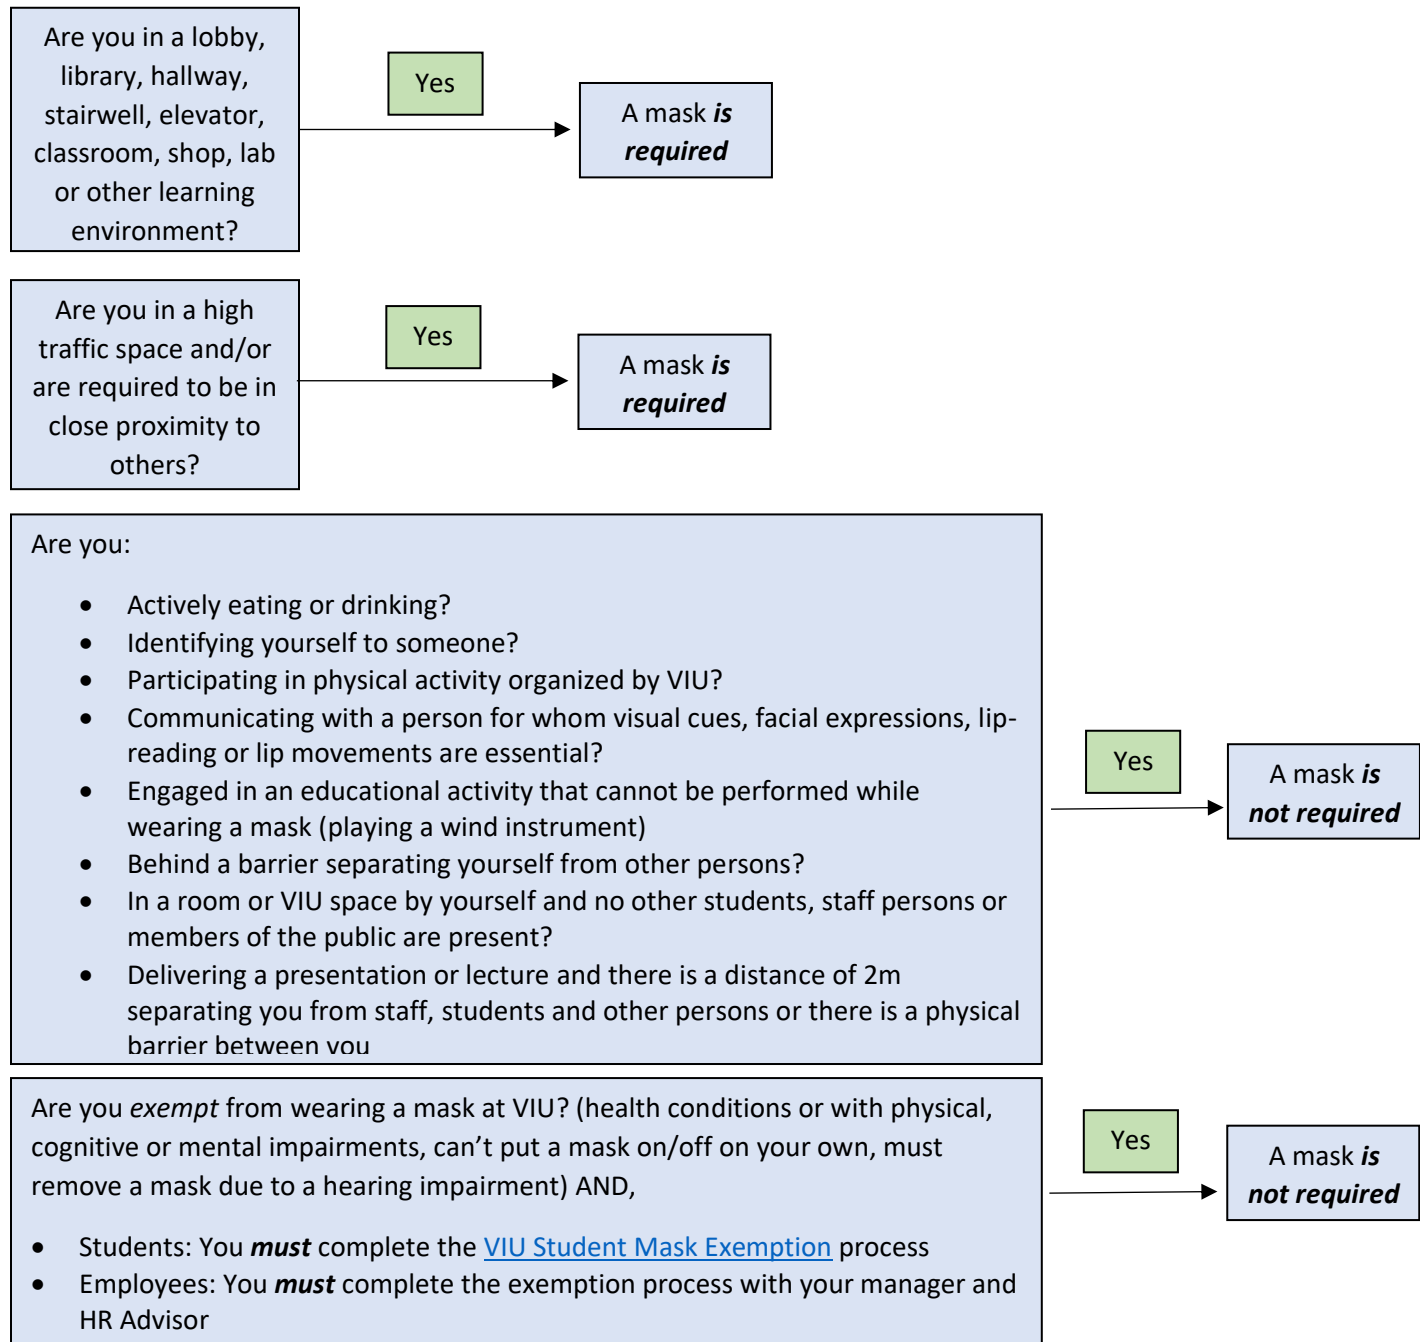 Are you in a lobby,
library, hallway,
stairwell, elevator,
classroom, shop, lab
or other learning
environment?
Yes
A mask is
required
Are you in a high
traffic space and/or
are required to be in
close proximity to
others?
Yes
A mask is
required
Are you:
• Actively eating or drinking?
• Identifying yourself to someone?
• Participating in physical activity organized by VIU?
• Communicating with a person for whom visual cues, facial expressions, lip-
reading or lip movements are essential?
• Engaged in an educational activity that cannot be performed while
wearing a mask (playing a wind instrument)
• Behind a barrier separating yourself from other persons?
• In a room or VIU space by yourself and no other students, staff persons or
members of the public are present?
• Delivering a presentation or lecture and there is a distance of 2m
separating you from staff, students and other persons or there is a physical
barrier between you
Yes
A mask is
not required
Are you exempt from wearing a mask at VIU? (health conditions or with physical,
cognitive or mental impairments, can’t put a mask on/off on your own, must
remove a mask due to a hearing impairment) AND,
• Students: You must complete the VIU Student Mask Exemption process
• Employees: You must complete the exemption process with your manager and
HR Advisor
Yes
A mask is
not required